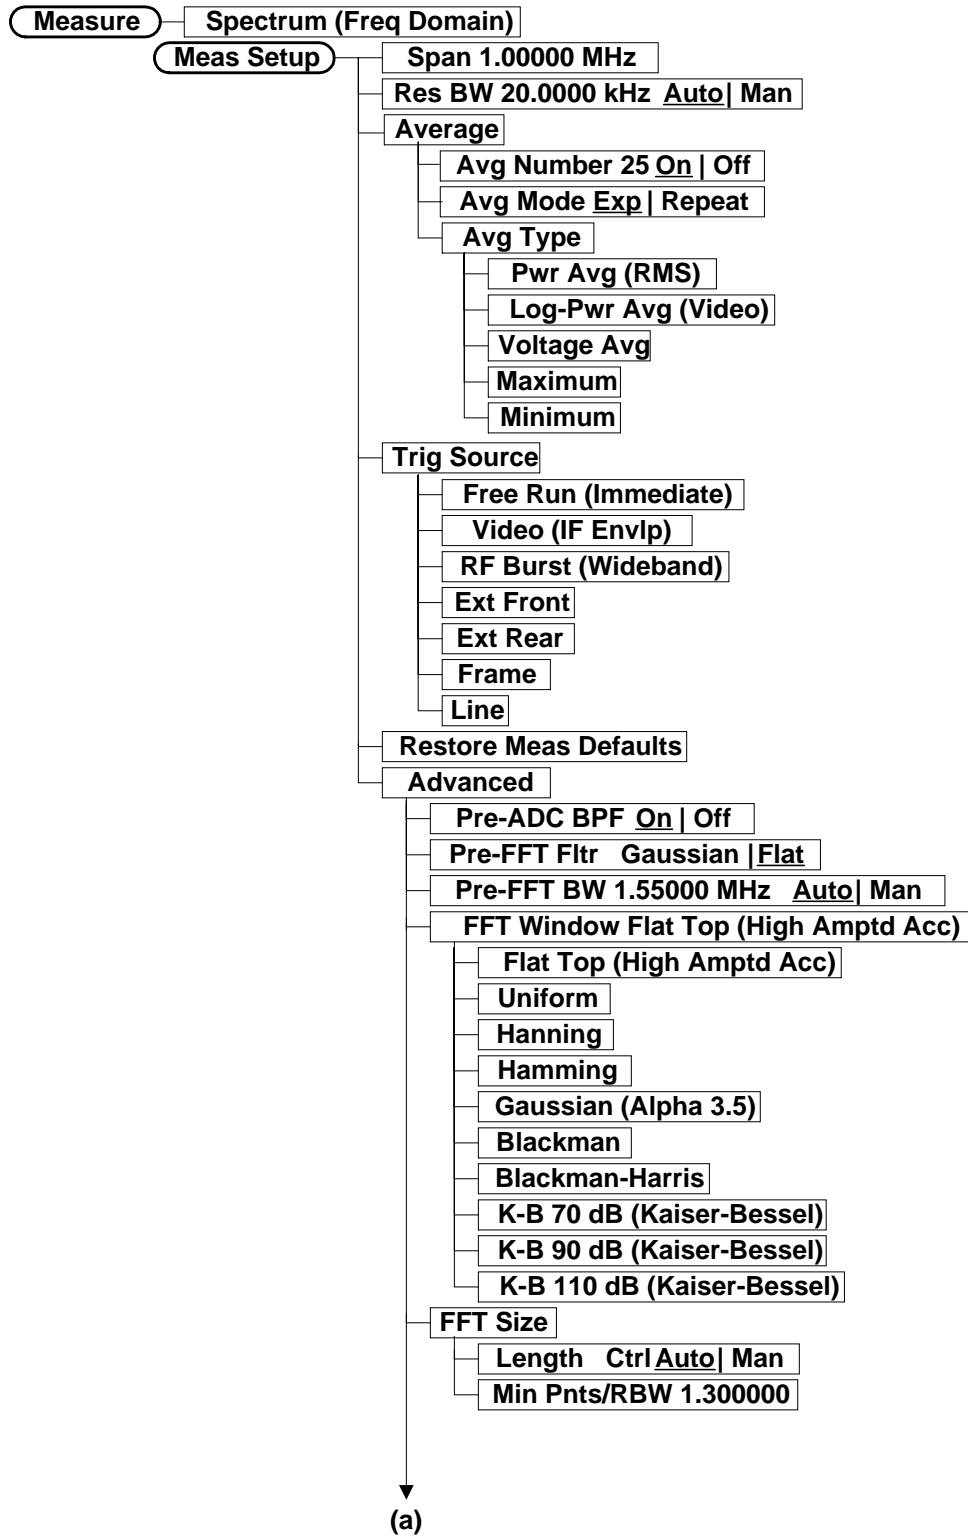 Measure
Spectrum (Freq Domain)
Meas Setup
Span 1.00000 MHz
Res BW 20.0000 kHz Auto| Man
Average
Avg Number 25 On | Off
Avg Mode Exp | Repeat
Avg Type
Pwr Avg (RMS)
Log-Pwr Avg (Video)
Voltage Avg
Maximum
Minimum
Trig Source
Free Run (Immediate)
Video (IF Envlp)
RF Burst (Wideband)
Ext Front
Ext Rear
Frame
Line
Restore Meas Defaults
Advanced
Pre-ADC BPF On | Off
Pre-FFT Fltr Gaussian |Flat
Pre-FFT BW 1.55000 MHz Auto| Man
FFT Window Flat Top (High Amptd Acc)
Flat Top (High Amptd Acc)
Uniform
Hanning
Hamming
Gaussian (Alpha 3.5)
Blackman
Blackman-Harris
K-B 70 dB (Kaiser-Bessel)
K-B 90 dB (Kaiser-Bessel)
K-B 110 dB (Kaiser-Bessel)
FFT Size
Length Ctrl Auto| Man
Min Pnts/RBW 1.300000
(a)